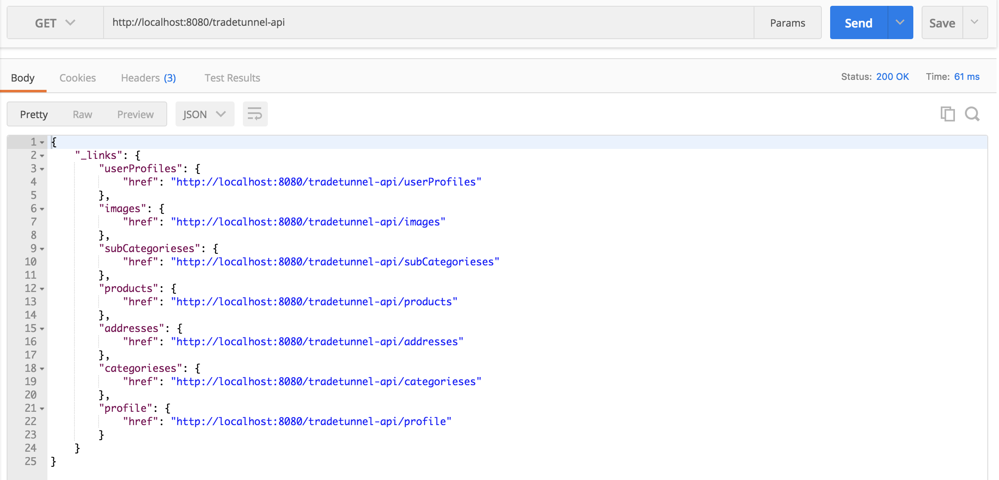 GET http://localhost:8080/tradetunnel-api Params Send Save
Body Cookies Headers (3) Test Results Status: 200 OK Time: 61 ms
Pretty Raw Preview JSON
1 {
2 "_links": {
3 "userProfiles": {
4 "href": "http://localhost:8080/tradetunnel-api/userProfiles"
5 },
6 "images": {
7 "href": "http://localhost:8080/tradetunnel-api/images"
8 },
9 "subCategorieses": {
10 "href": "http://localhost:8080/tradetunnel-api/subCategorieses"
11 },
12 "products": {
13 "href": "http://localhost:8080/tradetunnel-api/products"
14 },
15 "addresses": {
16 "href": "http://localhost:8080/tradetunnel-api/addresses"
17 },
18 "categorieses": {
19 "href": "http://localhost:8080/tradetunnel-api/categorieses"
20 },
21 "profile": {
22 "href": "http://localhost:8080/tradetunnel-api/profile"
23 }
24 }
25 }